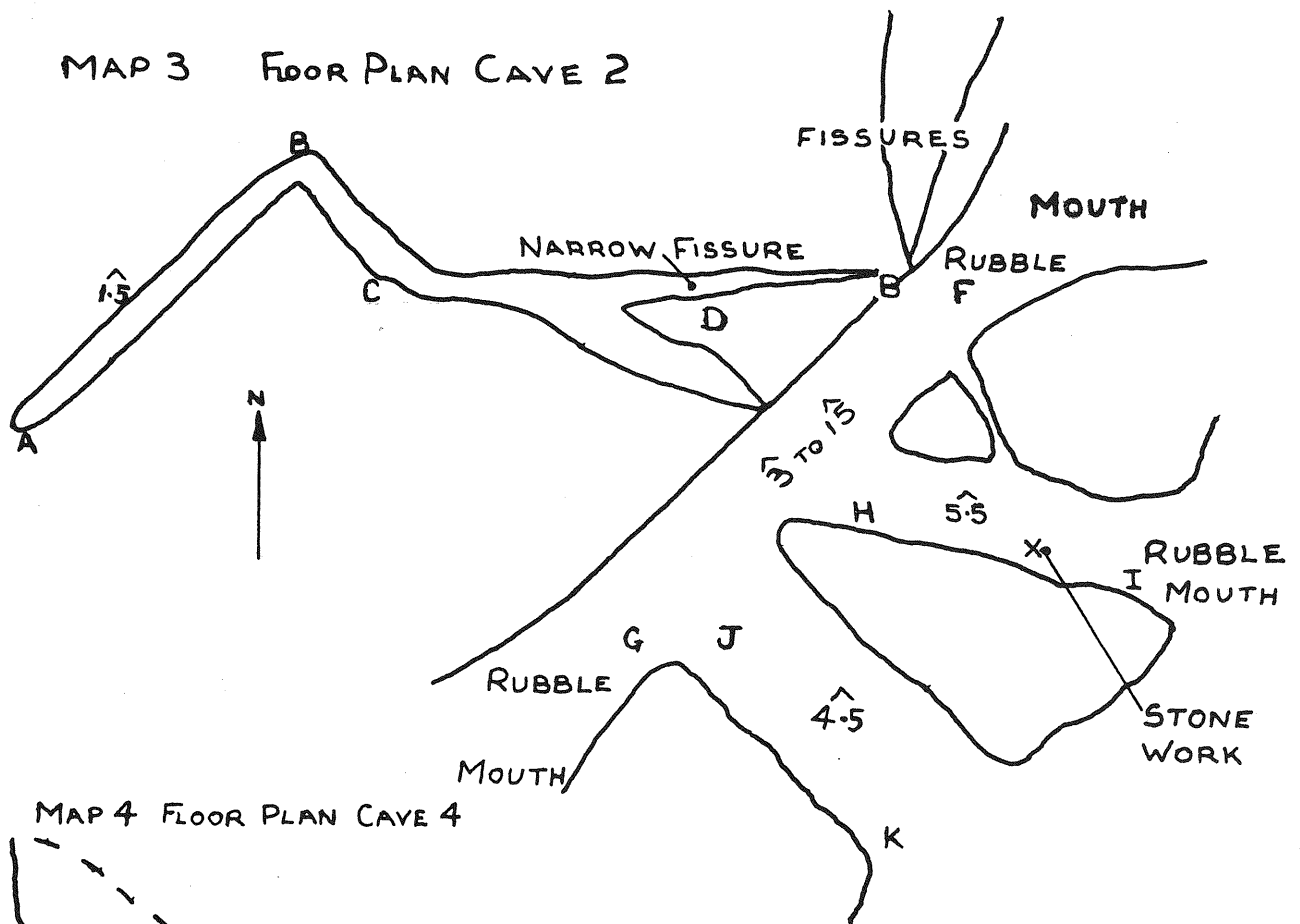 MAP 3 FLOOR PLAN CAVE 2
B
FISSURES
MOUTH
NARROW FISSURE
RUBBLE
1.5
C
B
F
D
N
A
3 TO 15
H
5.5
X
RUBBLE
I
MOUTH
G
J
RUBBLE
4.5
STONE
WORK
MOUTH
MAP 4 FLOOR PLAN CAVE 4
K